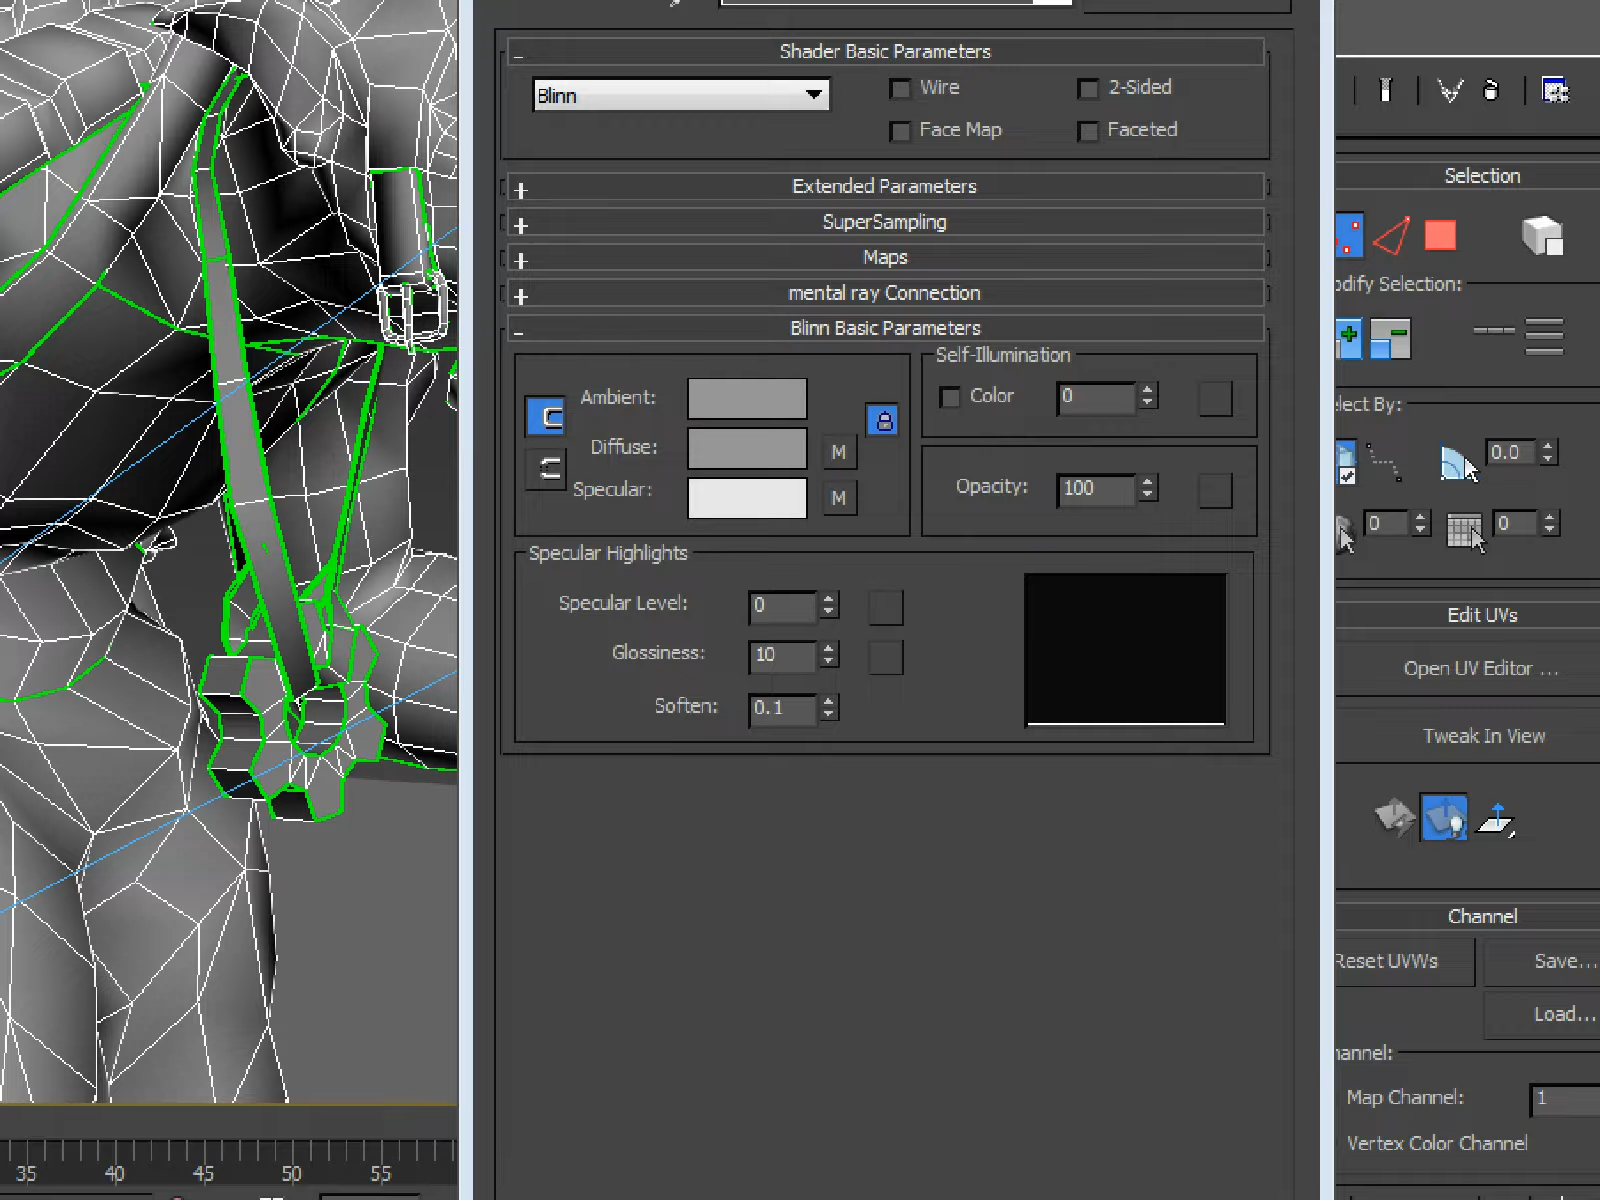 Shader Basic Parameters
Blinn
Wire
2-Sided
Face Map
Faceted
Extended Parameters
SuperSampling
Maps
mental ray Connection
Blinn Basic Parameters
Ambient:
Diffuse:
M
Specular:
M
Self-Illumination
Color
0
Opacity:
100
Specular Highlights
Specular Level:
0
Glossiness:
10
Soften:
0.1
Selection
odify Selection:
elect By:
0.0
0
0
Edit UVs
Open UV Editor ...
Tweak In View
Channel
Reset UVWs
Save...
Load...
hannel:
Map Channel:
1
Vertex Color Channel
35
40
45
50
55